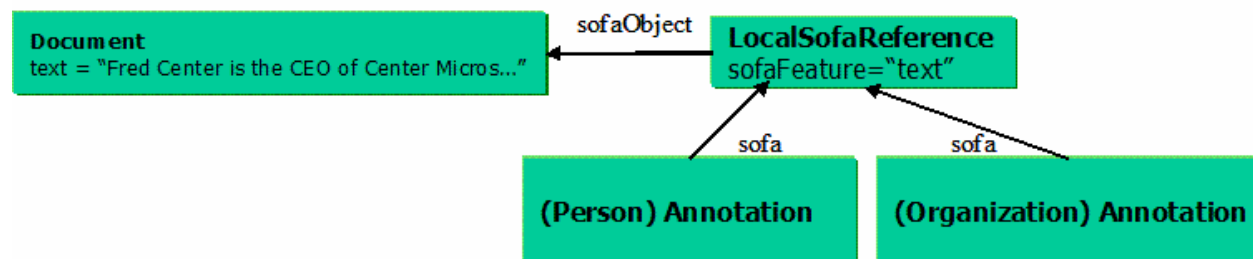 sofaObject
Document
text = “Fred Center is the CEO of Center Micros...”
LocalSofaReference
sofaFeature=“text”
sofa
sofa
(Person) Annotation
(Organization) Annotation